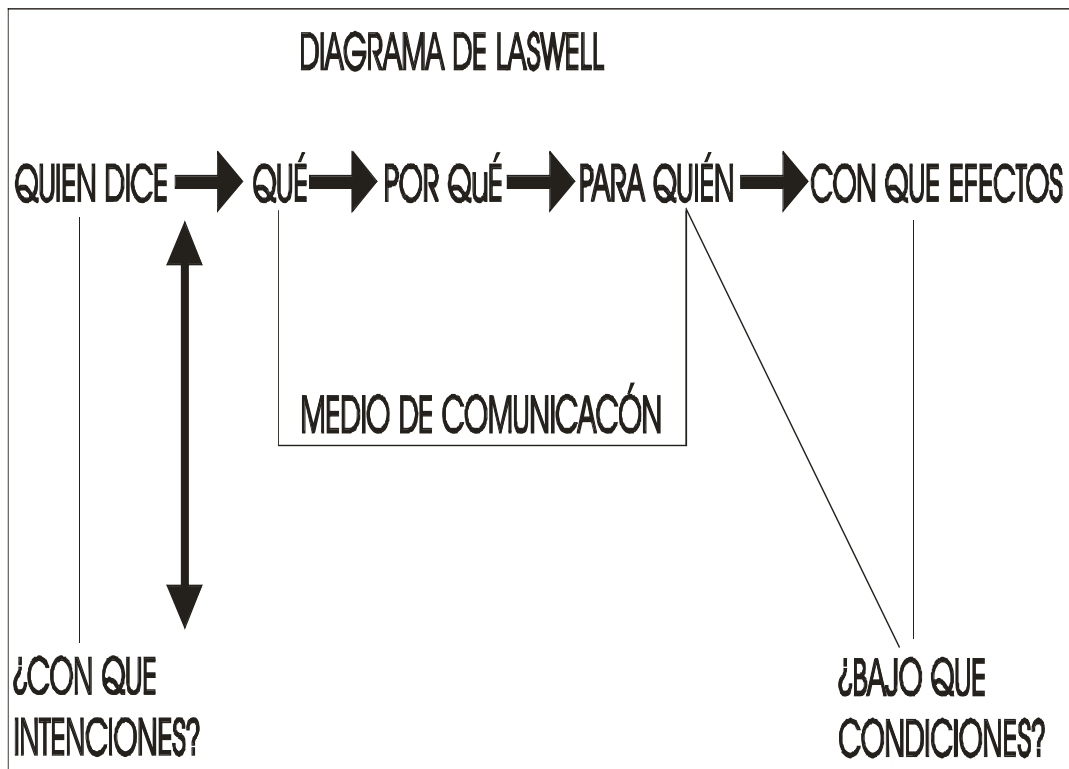 DIAGRAMA DE LASWELL
QUIEN DICE QUÉ POR QuÉ PARA QUIÉN CON QUE EFECTOS
MEDIO DE COMUNICACÓN
¿CON QUE
INTENCIONES?
¿BAJO QUE
CONDICIONES?